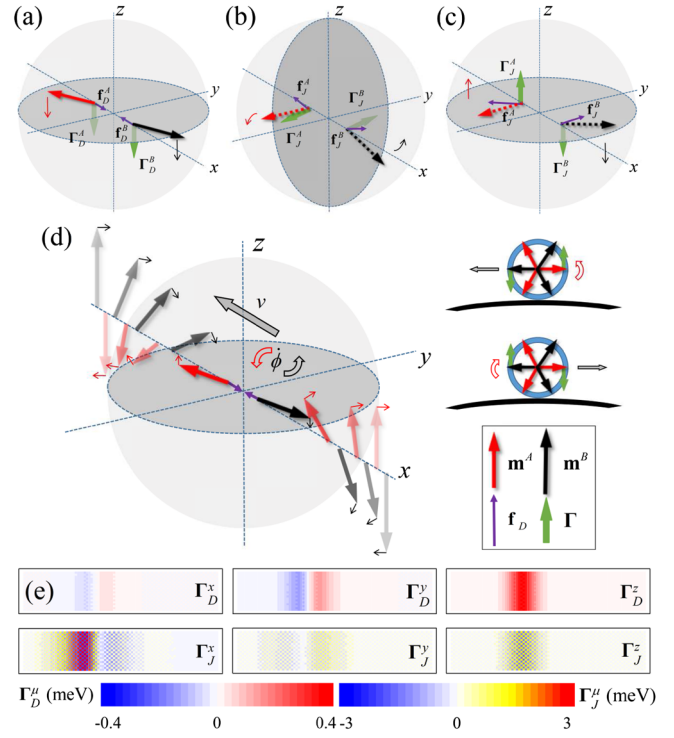 (a)
z
y
x
f_D^A
f_D^B
Γ_D^A
Γ_D^B
(b)
z
y
x
f_J^A
f_J^B
Γ_J^A
Γ_J^B
(c)
z
y
x
Γ_J^A
f_J^A
f_J^B
Γ_J^B
(d)
z
v
y
ϕ̇
x
m^A
m^B
f_D
Γ
(e)
Γ_D^x
Γ_D^y
Γ_D^z
Γ_J^x
Γ_J^y
Γ_J^z
Γ_D^μ (meV)
Γ_J^μ (meV)
-0.4
0
0.4
-3
0
3